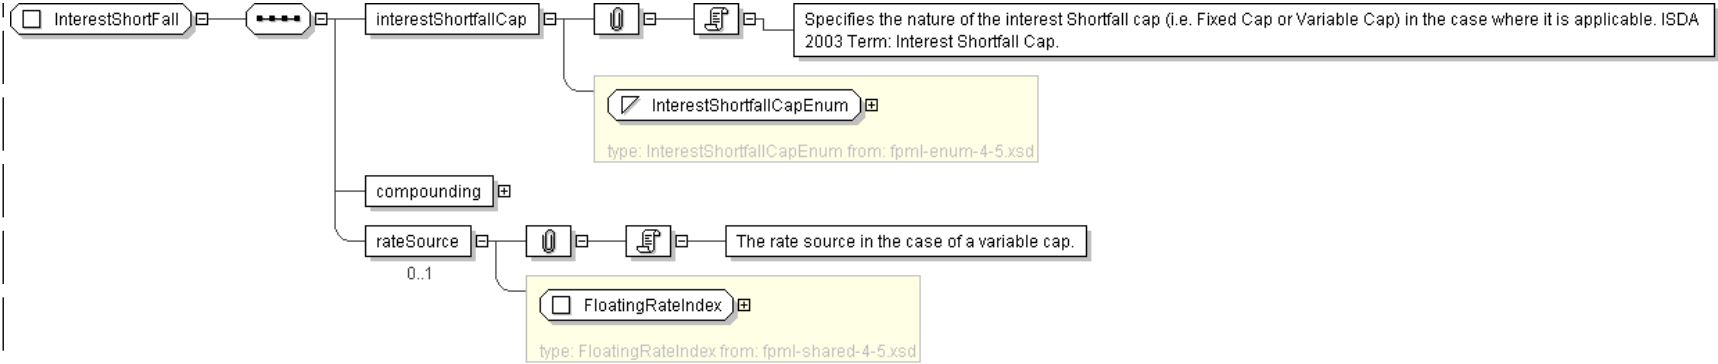 InterestShortFall
interestShortfallCap
Specifies the nature of the interest Shortfall cap (i.e. Fixed Cap or Variable Cap) in the case where it is applicable. ISDA
2003 Term: Interest Shortfall Cap.
InterestShortfallCapEnum
type: InterestShortfallCapEnum from: fpml-enum-4-5.xsd
compounding
rateSource
The rate source in the case of a variable cap.
0..1
FloatingRateIndex
type: FloatingRateIndex from: fpml-shared-4-5.xsd